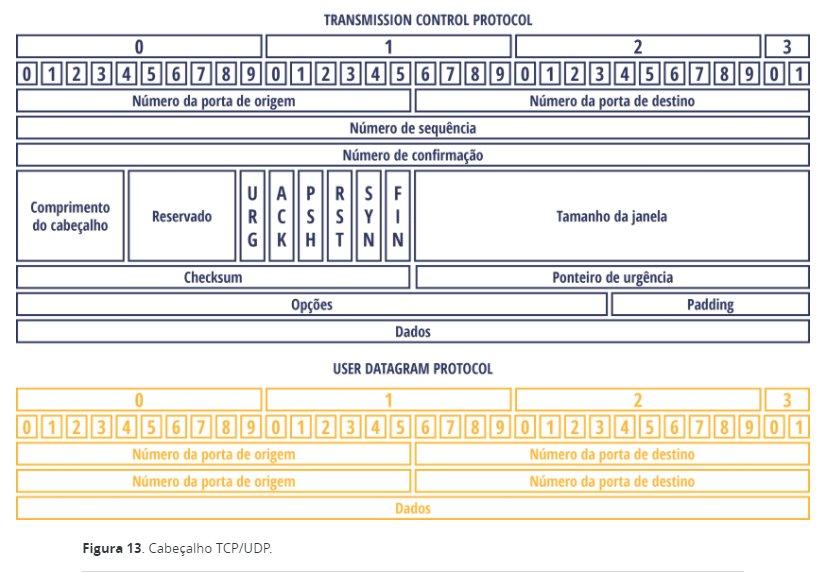 TRANSMISSION CONTROL PROTOCOL
0 1 2 3
0 1 2 3 4 5 6 7 8 9 0 1 2 3 4 5 6 7 8 9 0 1 2 3 4 5 6 7 8 9 0 1
Número da porta de origem Número da porta de destino
Número de sequência
Número de confirmação
Comprimento do cabeçalho Reservado URG ACK PSH RST SYN FIN Tamanho da janela
Checksum Ponteiro de urgência
Opções Padding
Dados
USER DATAGRAM PROTOCOL
0 1 2 3
0 1 2 3 4 5 6 7 8 9 0 1 2 3 4 5 6 7 8 9 0 1 2 3 4 5 6 7 8 9 0 1
Número da porta de origem Número da porta de destino
Número da porta de origem Número da porta de destino
Dados
Figura 13. Cabeçalho TCP/UDP.